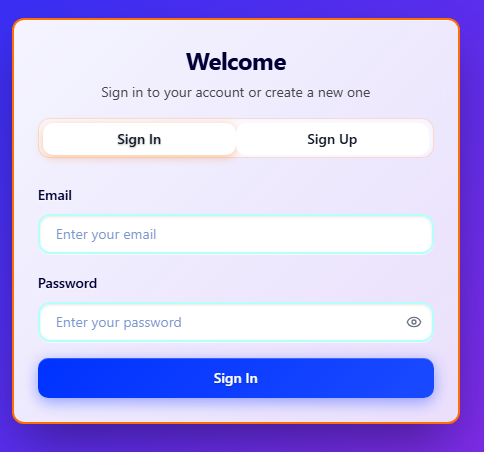 Welcome
Sign in to your account or create a new one
Sign In
Sign Up
Email
Enter your email
Password
Enter your password
Sign In